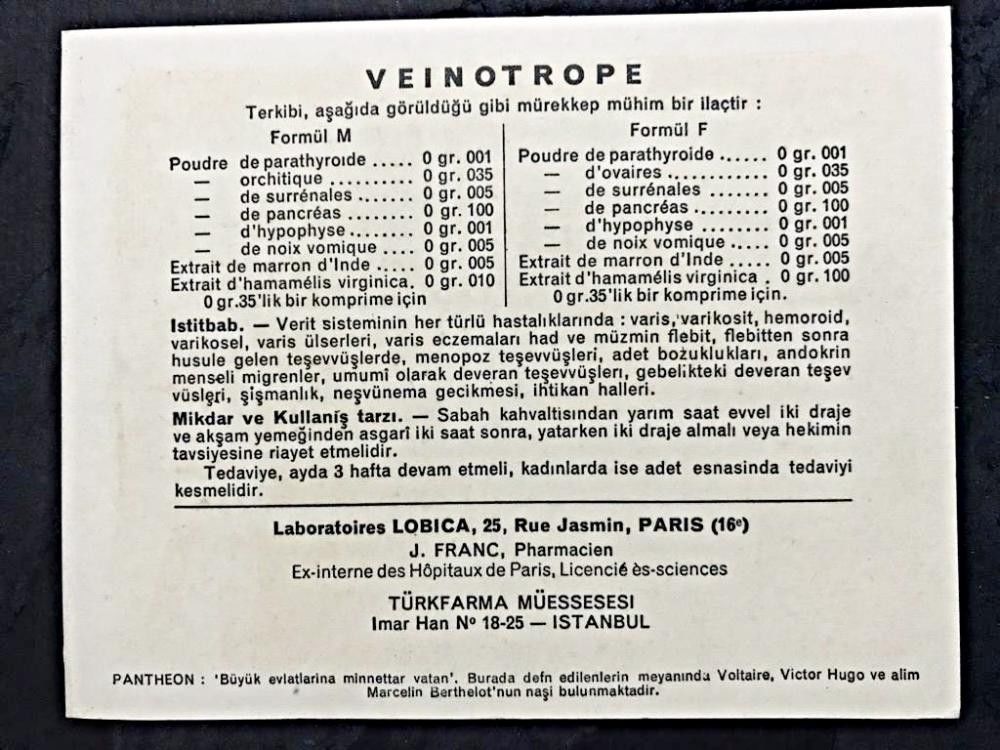 VEINOTROPE
Terkibi, aşağıda görüldüğü gibi mürekkep mühim bir ilaçtir :
Formül M
Poudre de parathyroıde ..... 0 gr. 001
— orchitique .......... 0 gr. 035
— de surrénales ....... 0 gr. 005
— de pancréas ........ 0 gr. 100
— d'hypophyse ........ 0 gr. 001
— de noix vomique .... 0 gr. 005
Extrait de marron d'Inde ..... 0 gr. 005
Extrait d'hamamélis virginica. 0 gr. 010
0 gr.35'lik bir komprime için
Formül F
Poudre de parathyroide ...... 0 gr. 001
— d'ovaires ............ 0 gr. 035
— de surrénales ....... 0 gr. 005
— de pancréas ......... 0 gr. 100
— d'hypophyse ........ 0 gr. 001
— de noix vomique ..... 0 gr. 005
Extrait de marron d'Inde ..... 0 gr. 005
Extrait d'hamamélis virginica . 0 gr. 100
0 gr.35'lik bir komprime için.
Istitbab. — Verit sisteminin her türlü hastalıklarında : varis, varikosit, hemoroid,
varikosel, varis ülserleri, varis eczemaları had ve müzmin flebit, flebitten sonra
husule gelen teşevvüşlerde, menopoz teşevvüşleri, adet bozuklukları, andokrin
menseli migrenler, umumî olarak deveran teşevvüşlerı, gebelikteki deveran teşev
vüsleri, şişmanlık, neşvünema gecikmesi, ihtikan halleri.
Mikdar ve Kullaniş tarzı. — Sabah kahvaltisından yarım saat evvel iki draje
ve akşam yemeğinden asgarî iki saat sonra, yatarken iki draje almalı veya hekimin
tavsiyesine riayet etmelidir.
Tedaviye, ayda 3 hafta devam etmeli, kadınlarda ise adet esnasinda tedaviyi
kesmelidir.
Laboratoires LOBICA, 25, Rue Jasmin, PARIS (16e)
J. FRANC, Pharmacien
Ex-interne des Hôpitaux de Paris, Licencié ès-sciences
TÜRKFARMA MÜESSESESI
Imar Han Nº 18-25 — ISTANBUL
PANTHEON : 'Büyük evlatlarina minnettar vatan'. Burada defn edilenlerin meyanında Voltaire, Victor Hugo ve alim
Marcelin Berthelot'nun naşi bulunmaktadir.